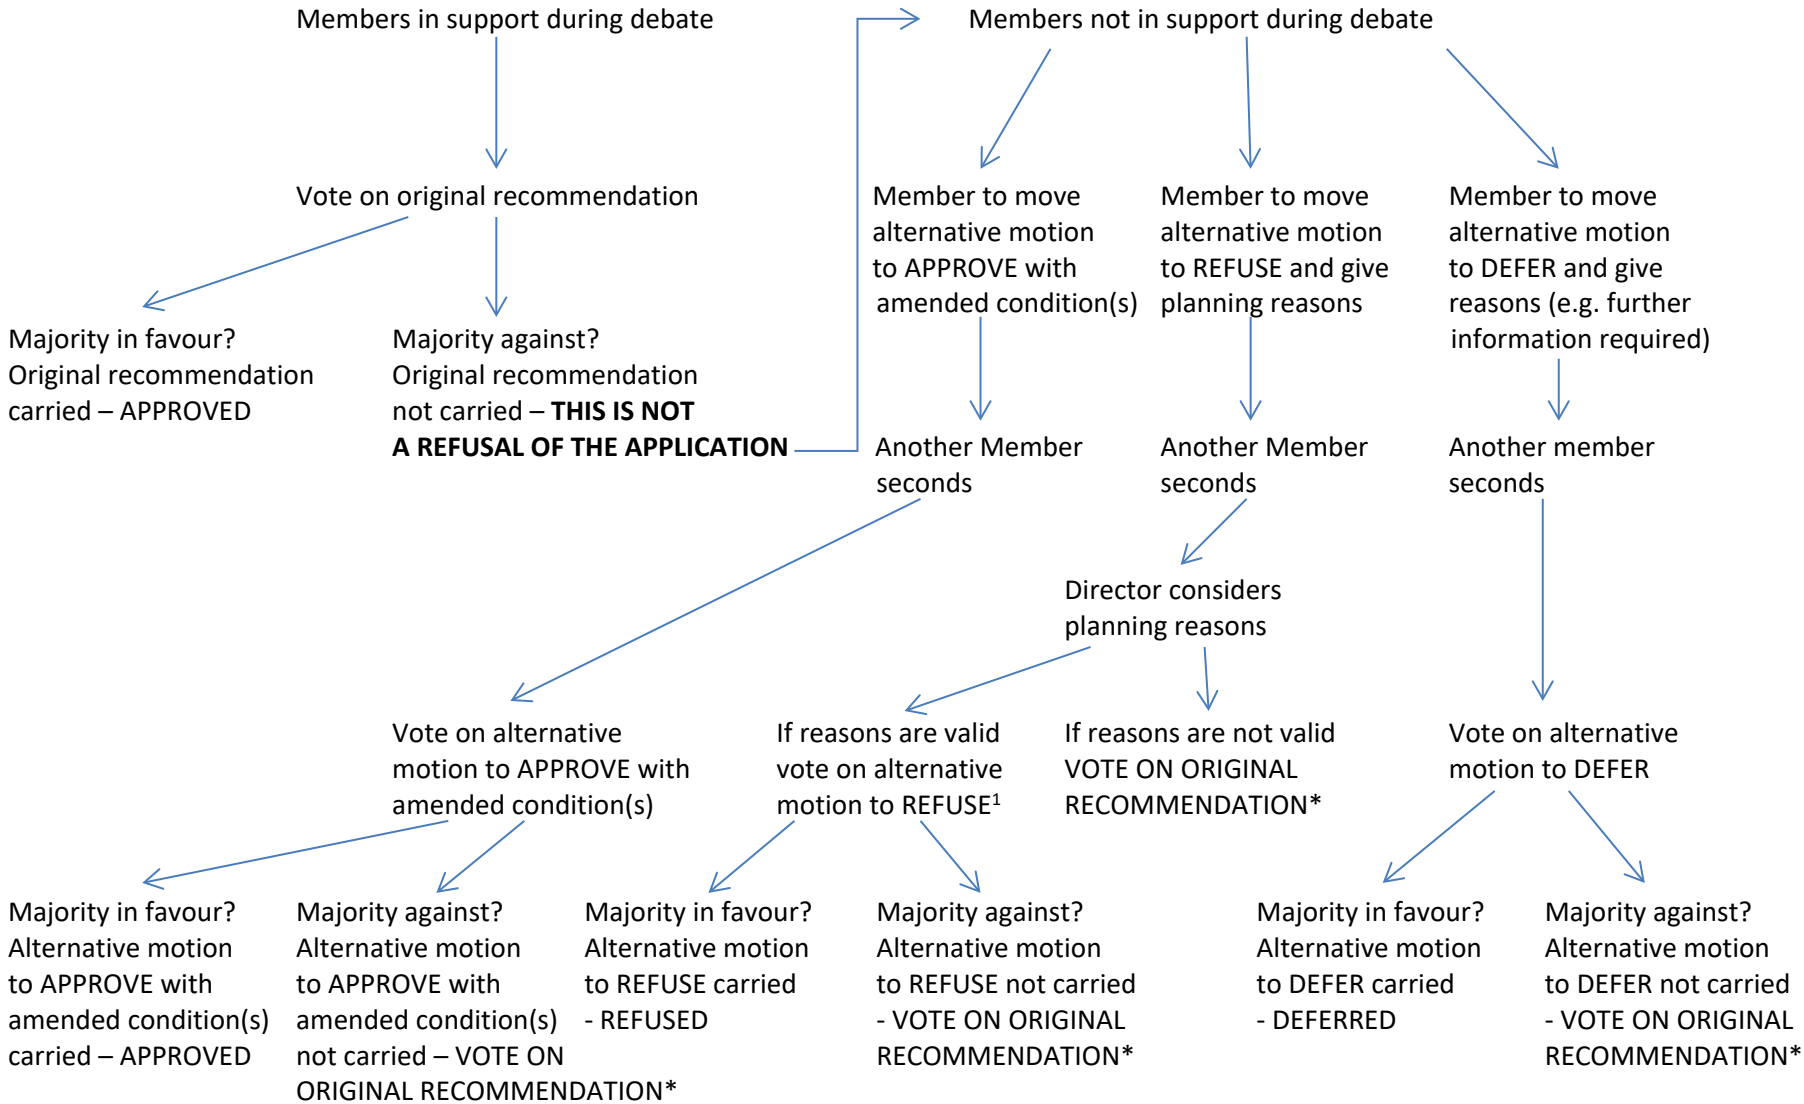 Members in support during debate
Members not in support during debate
Vote on original recommendation
Member to move
alternative motion
to APPROVE with
amended condition(s)
Member to move
alternative motion
to REFUSE and give
planning reasons
Member to move
alternative motion
to DEFER and give
reasons (e.g. further
information required)
Majority in favour?
Original recommendation
carried – APPROVED
Majority against?
Original recommendation
not carried – THIS IS NOT
A REFUSAL OF THE APPLICATION
Another Member
seconds
Another Member
seconds
Another member
seconds
Director considers
planning reasons
Vote on alternative
motion to APPROVE with
amended condition(s)
If reasons are valid
vote on alternative
motion to REFUSE¹
If reasons are not valid
VOTE ON ORIGINAL
RECOMMENDATION*
Vote on alternative
motion to DEFER
Majority in favour?
Alternative motion
to APPROVE with
amended condition(s)
carried – APPROVED
Majority against?
Alternative motion
to APPROVE with
amended condition(s)
not carried – VOTE ON
ORIGINAL RECOMMENDATION*
Majority in favour?
Alternative motion
to REFUSE carried
- REFUSED
Majority against?
Alternative motion
to REFUSE not carried
- VOTE ON ORIGINAL
RECOMMENDATION*
Majority in favour?
Alternative motion
to DEFER carried
- DEFERRED
Majority against?
Alternative motion
to DEFER not carried
- VOTE ON ORIGINAL
RECOMMENDATION*